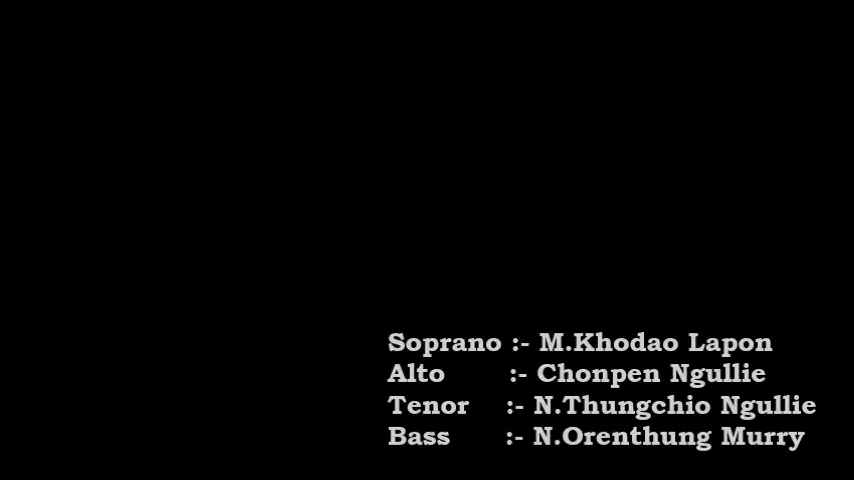 Soprano :- M.Khodao Lapon
Alto :- Chonpen Ngullie
Tenor :- N.Thungchio Ngullie
Bass :- N.Orenthung Murry